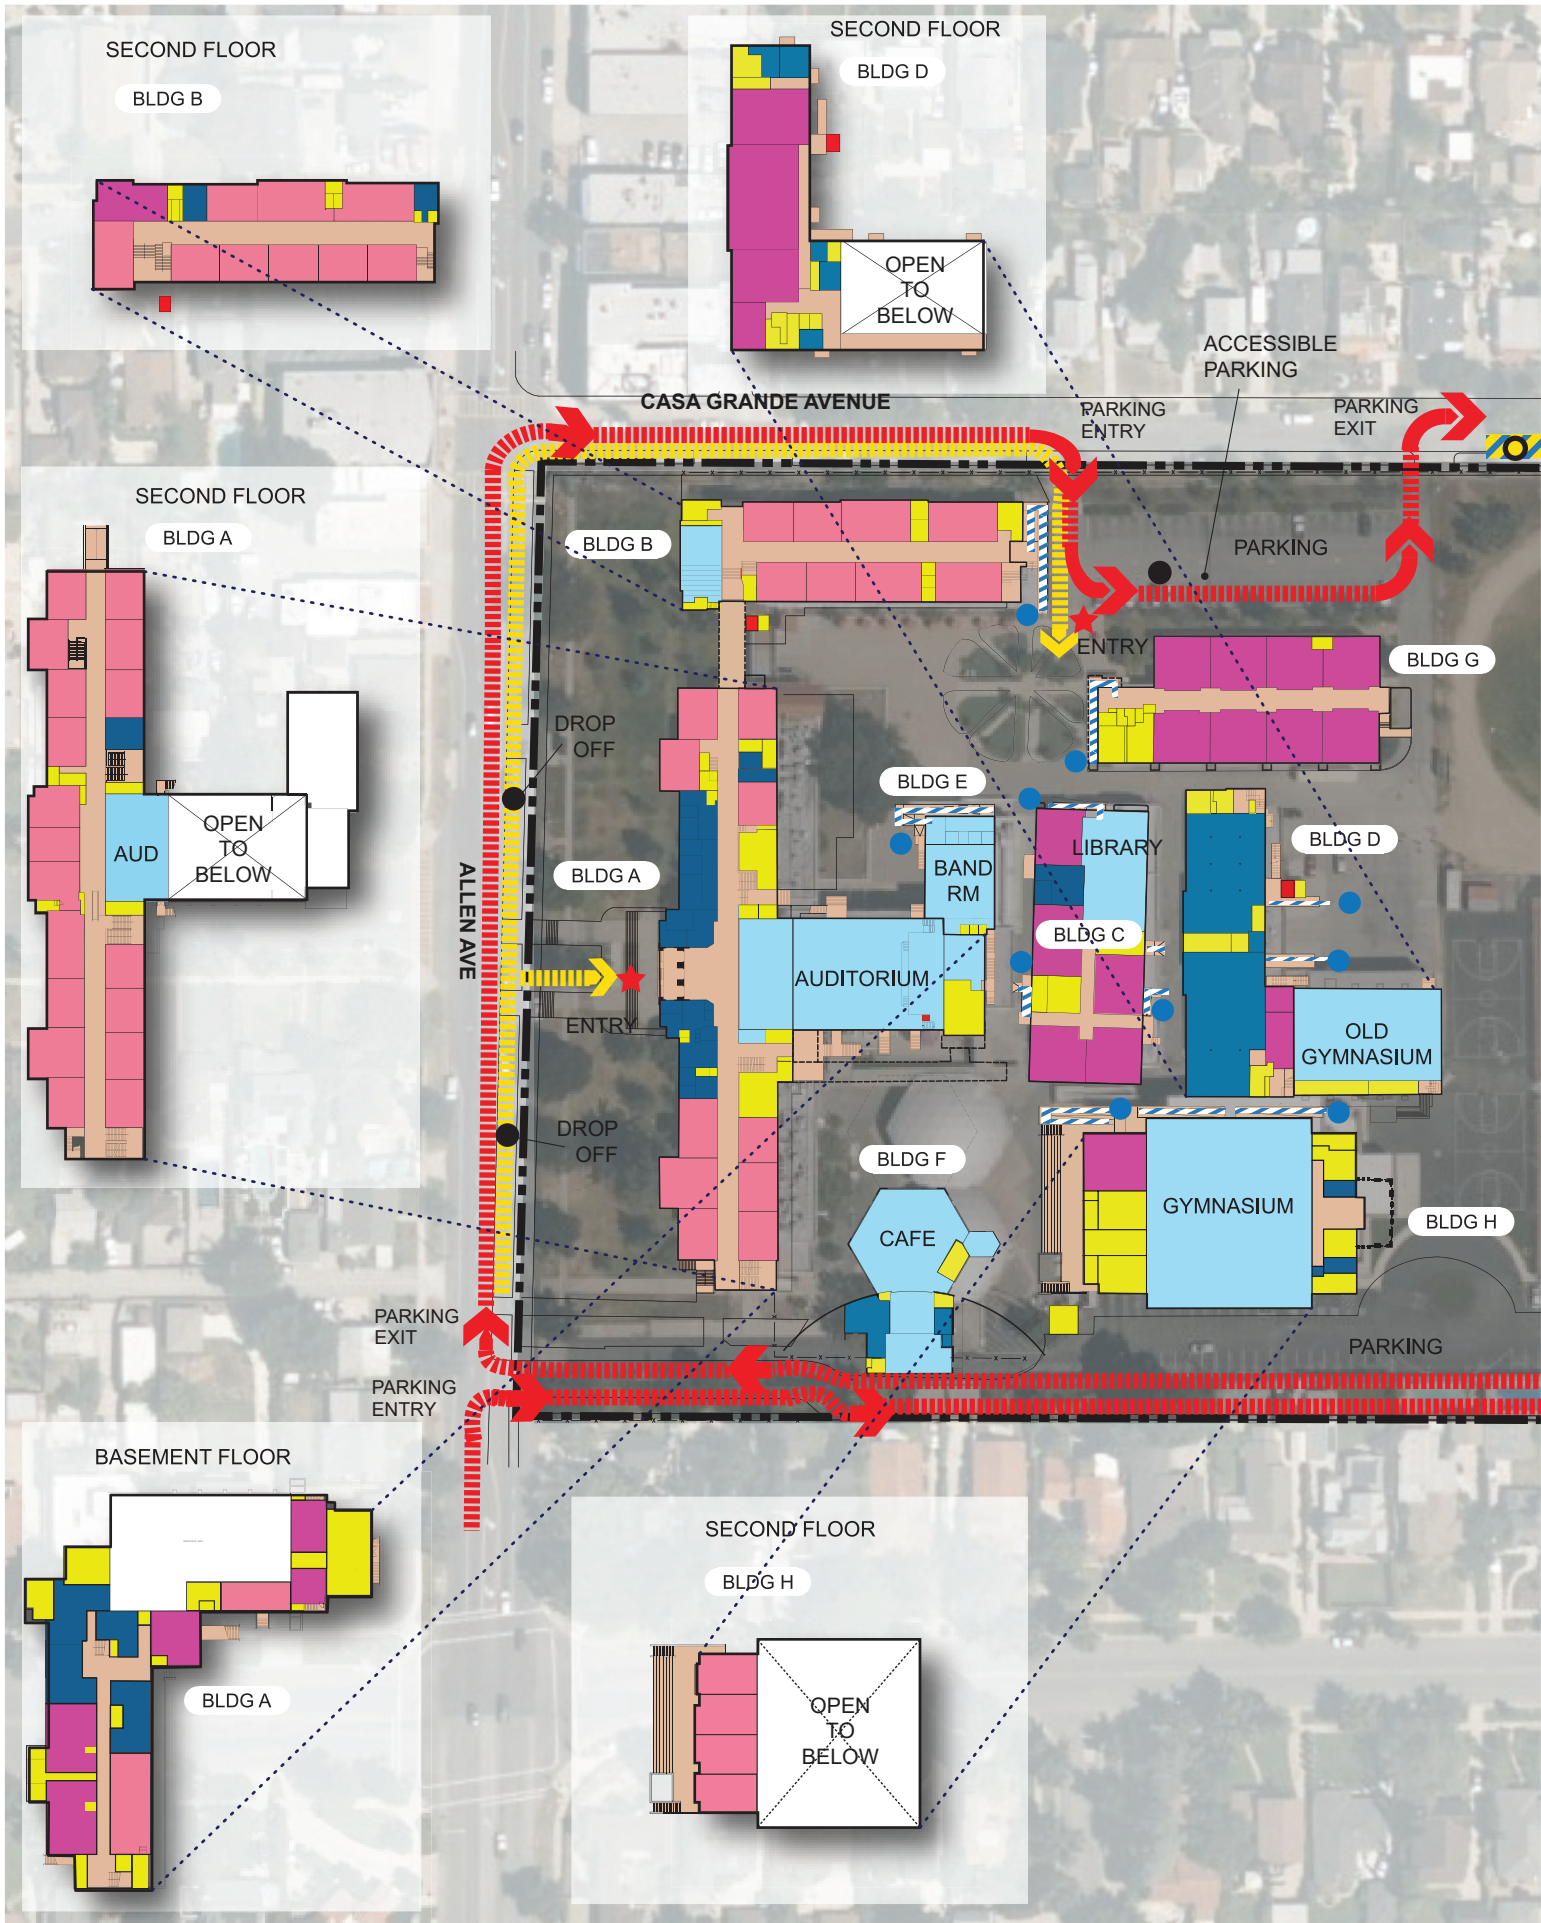 SECOND FLOOR
BLDG B
SECOND FLOOR
BLDG D
OPEN
TO
BELOW
ACCESSIBLE
PARKING
CASA GRANDE AVENUE
PARKING
ENTRY
PARKING
EXIT
SECOND FLOOR
BLDG A
AUD
OPEN
TO
BELOW
BLDG B
PARKING
ENTRY
BLDG G
DROP
OFF
BLDG E
BLDG D
LIBRARY
BAND
RM
BLDG A
ALLEN AVE
BLDG C
AUDITORIUM
ENTRY
OLD
GYMNASIUM
DROP
OFF
BLDG F
GYMNASIUM
BLDG H
CAFE
PARKING
EXIT
PARKING
PARKING
ENTRY
BASEMENT FLOOR
BLDG A
SECOND FLOOR
BLDG H
OPEN
TO
BELOW